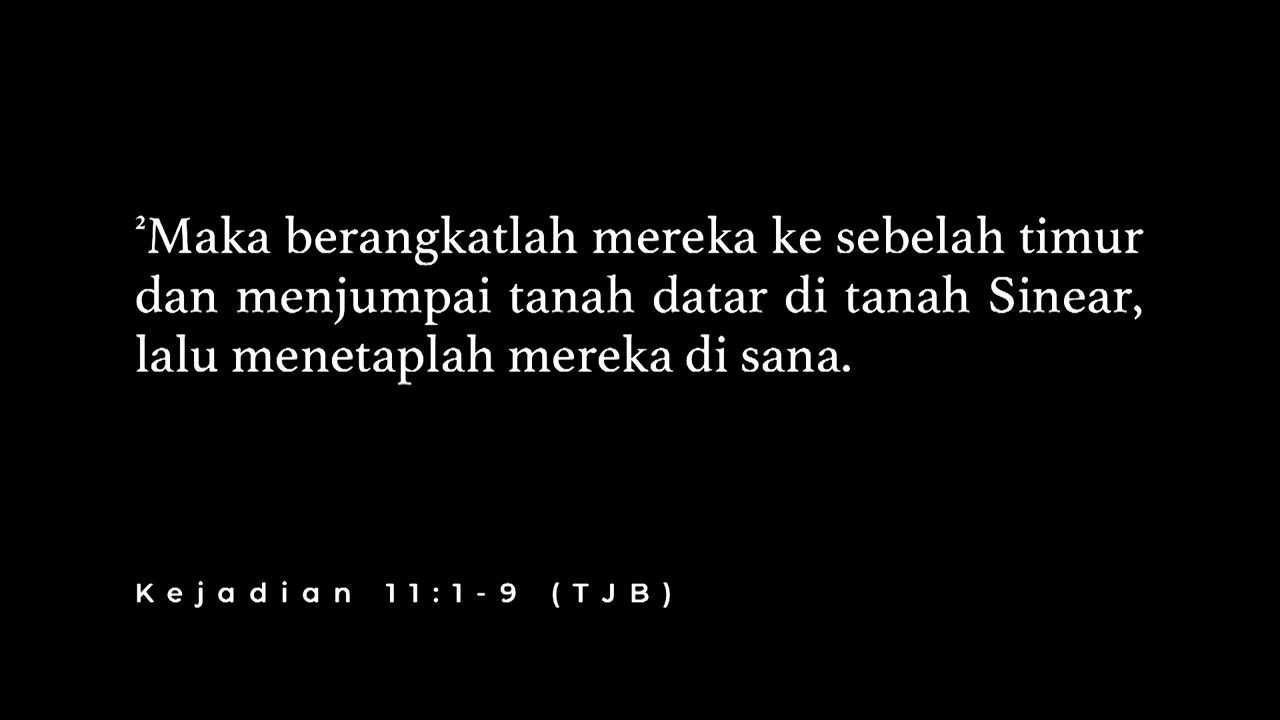 ²Maka berangkatlah mereka ke sebelah timur
dan menjumpai tanah datar di tanah Sinear,
lalu menetaplah mereka di sana.
Kejadian 11:1-9 (TJB)